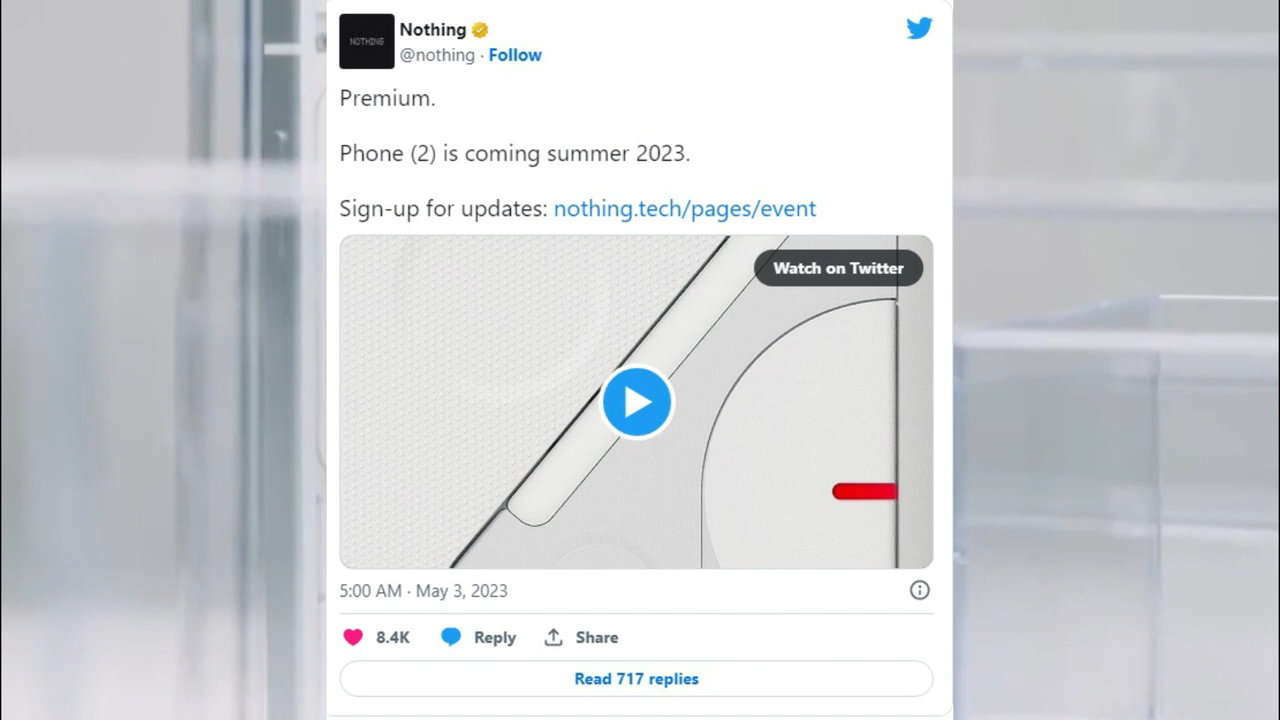 NOTHING
Nothing
@nothing · Follow
Premium.
Phone (2) is coming summer 2023.
Sign-up for updates: nothing.tech/pages/event
Watch on Twitter
5:00 AM · May 3, 2023
8.4K Reply Share
Read 717 replies